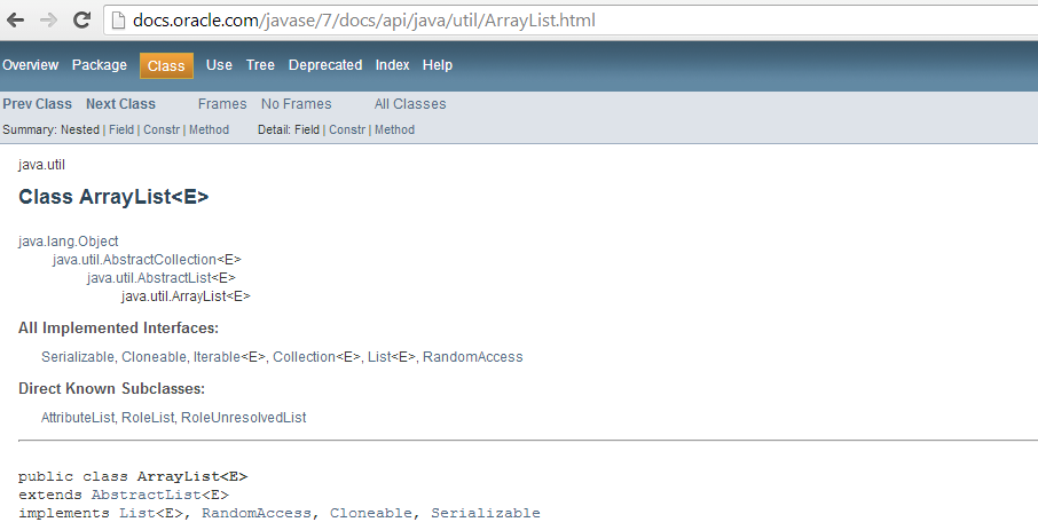 docs.oracle.com/javase/7/docs/api/java/util/ArrayList.html
Overview Package Class Use Tree Deprecated Index Help
Prev Class Next Class Frames No Frames All Classes
Summary: Nested | Field | Constr | Method Detail: Field | Constr | Method
java.util
Class ArrayList<E>
java.lang.Object
java.util.AbstractCollection<E>
java.util.AbstractList<E>
java.util.ArrayList<E>
All Implemented Interfaces:
Serializable, Cloneable, Iterable<E>, Collection<E>, List<E>, RandomAccess
Direct Known Subclasses:
AttributeList, RoleList, RoleUnresolvedList
public class ArrayList<E>
extends AbstractList<E>
implements List<E>, RandomAccess, Cloneable, Serializable